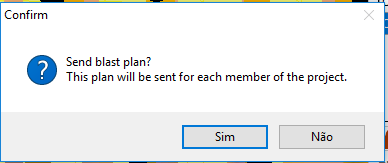 Confirm
Send blast plan?
This plan will be sent for each member of the project.
Sim
Não